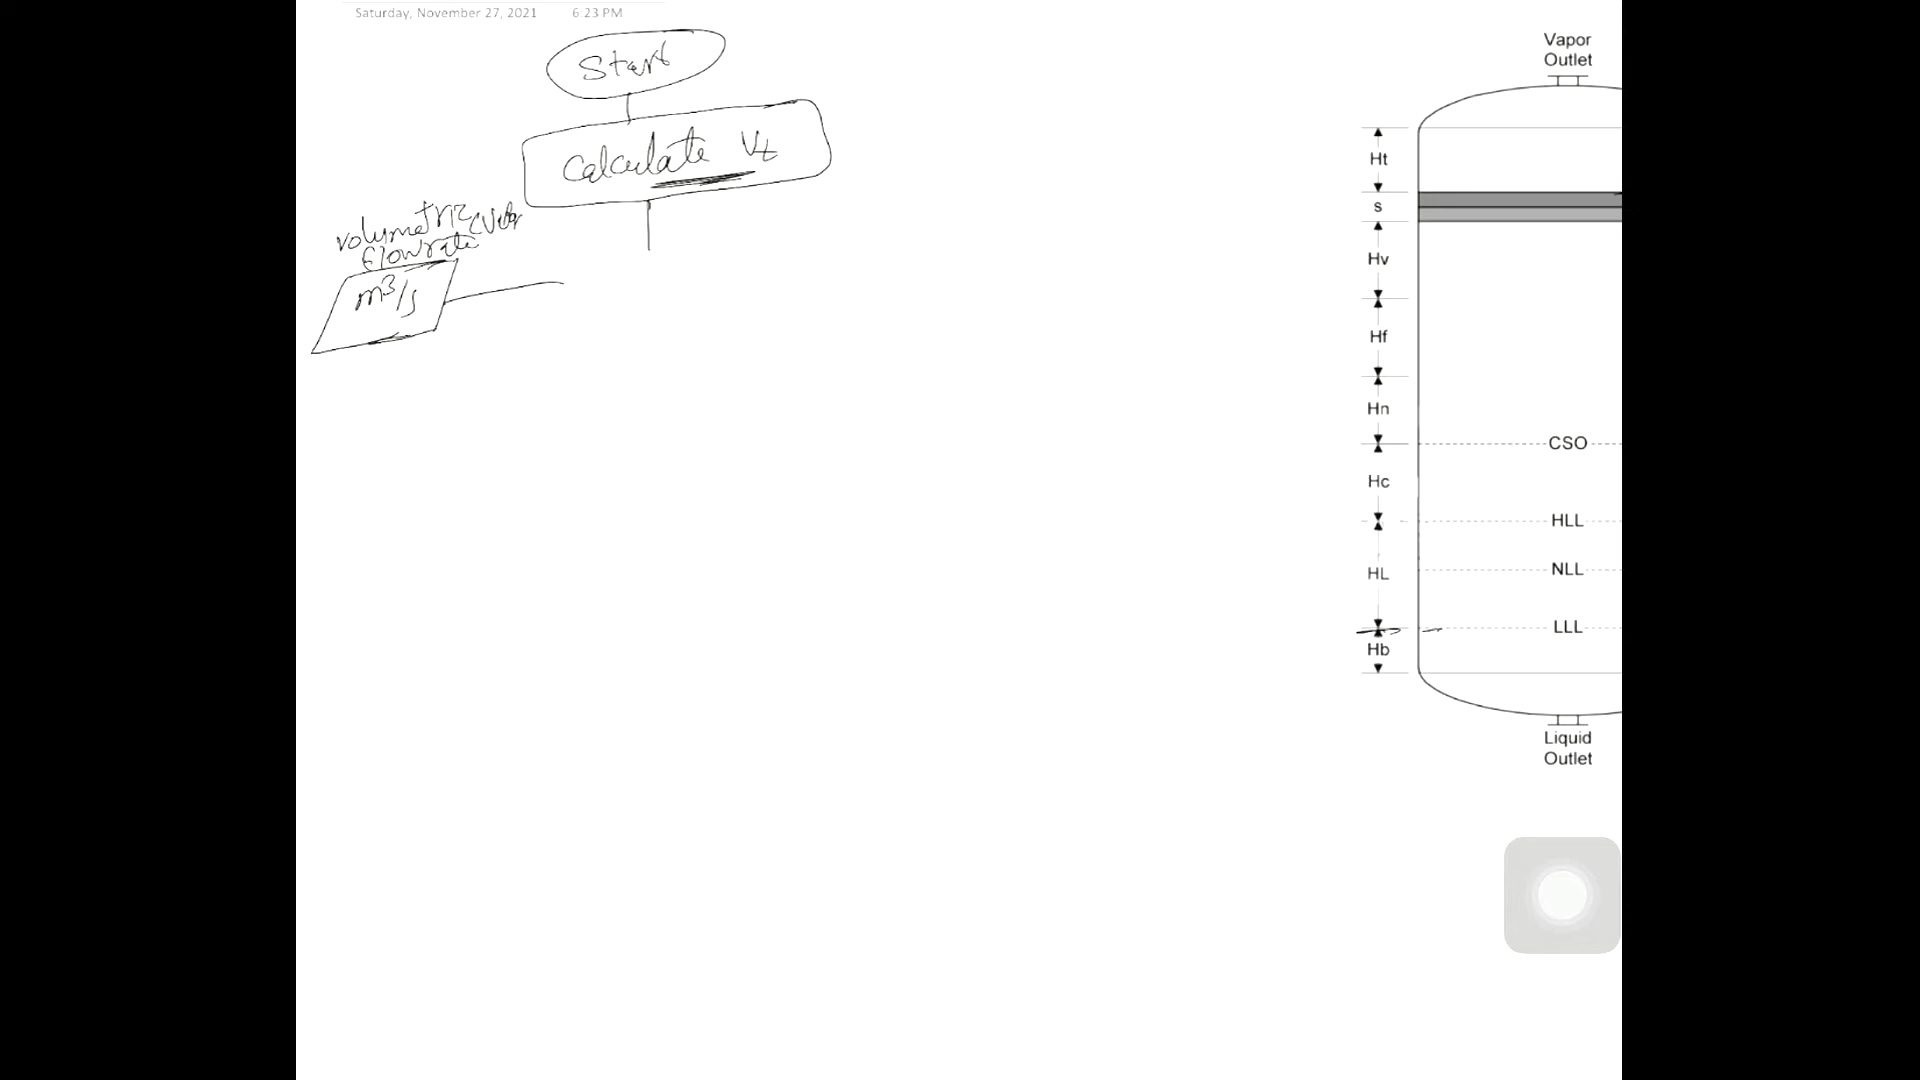 Saturday, November 27, 2021 6:23 PM
Start
Calculate Vt
volumetric
flowrate
m³/s
Vapor
Outlet
Ht
s
Hv
Hf
Hn
CSO
Hc
HLL
HL
NLL
LLL
Hb
Liquid
Outlet